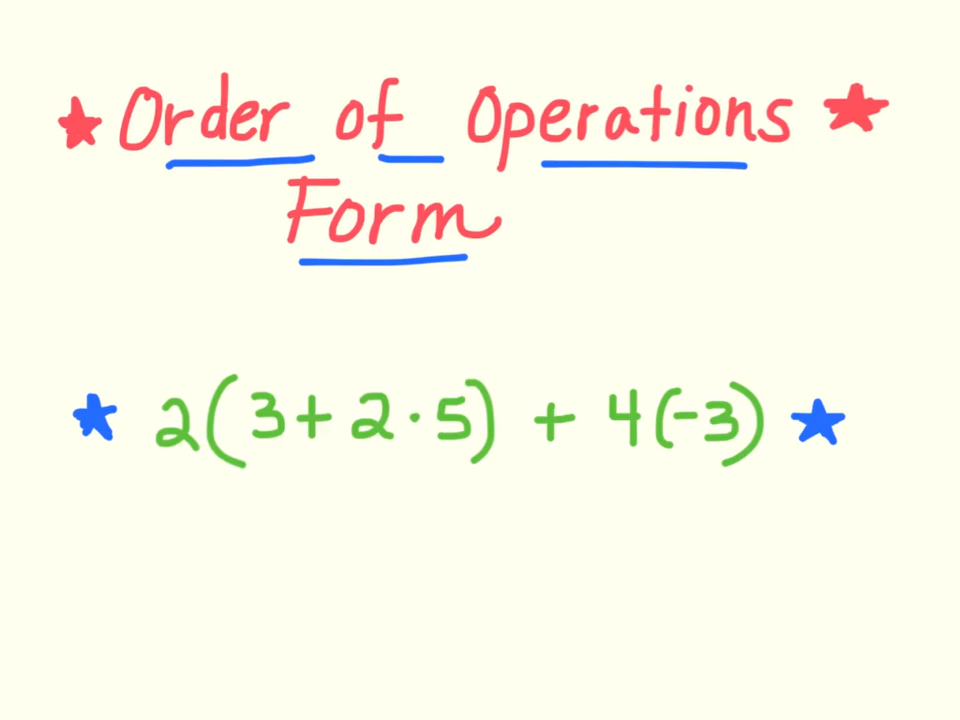 Order of Operations
Form
2(3+2·5) + 4(-3)